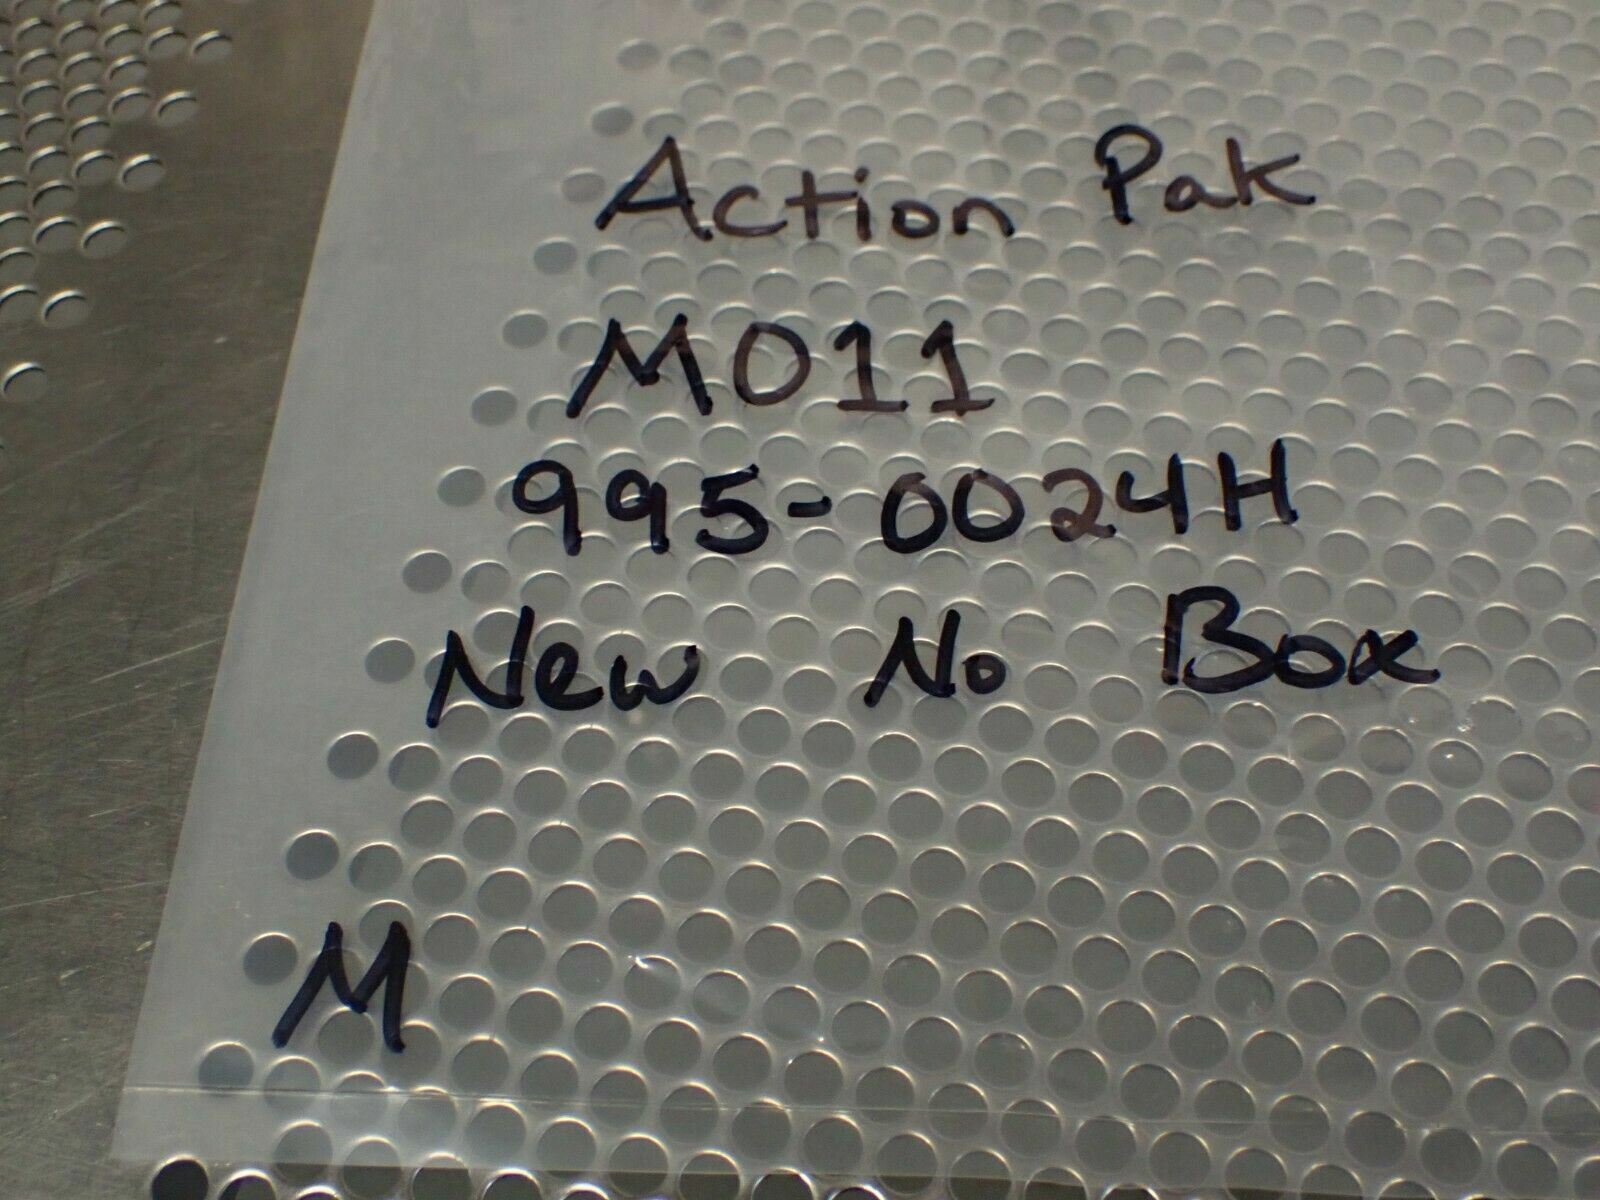 Action Pak
M011
995-0024H
New No Box
M